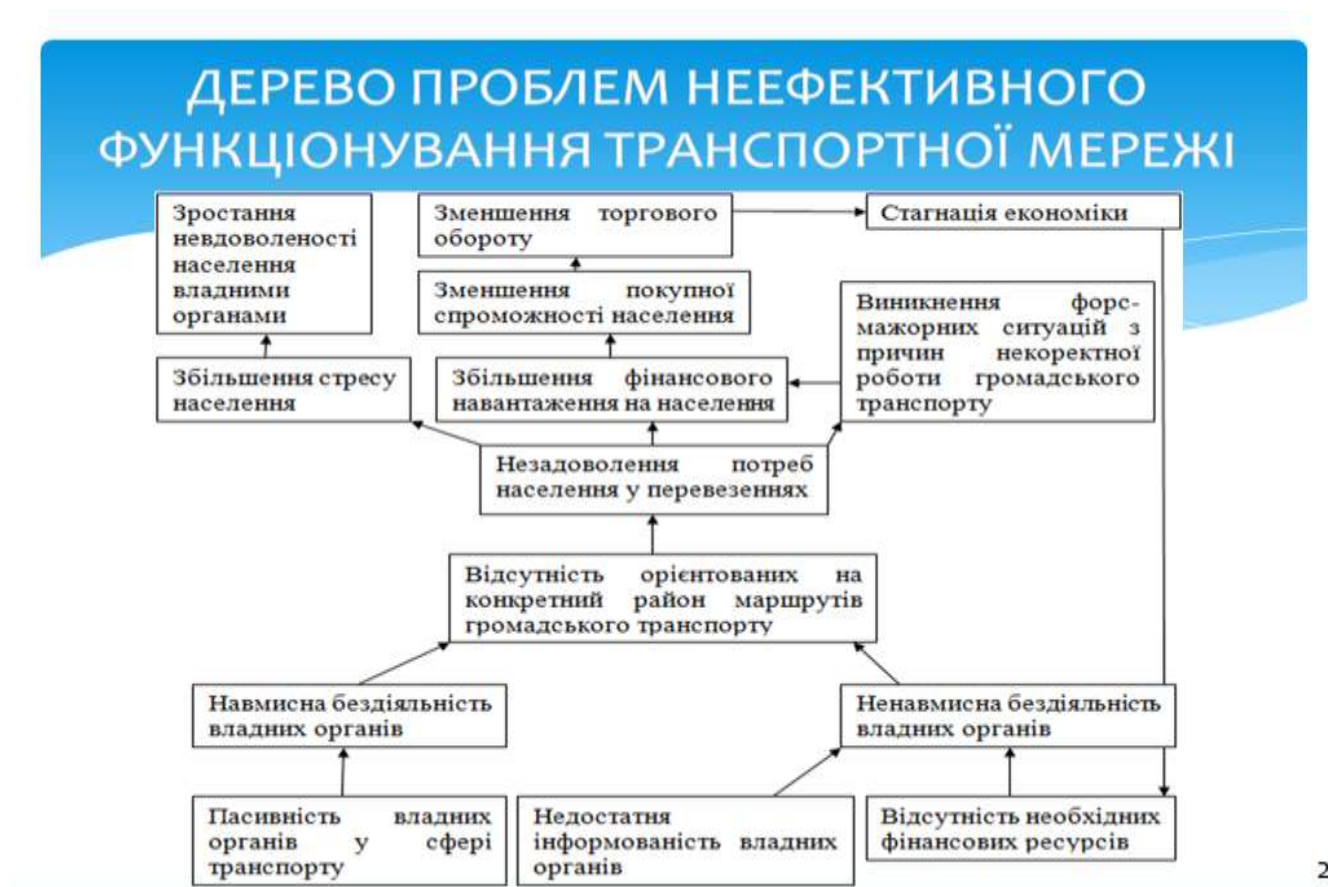 ДЕРЕВО ПРОБЛЕМ НЕЕФЕКТИВНОГО
ФУНКЦІОНУВАННЯ ТРАНСПОРТНОЇ МЕРЕЖІ
Зростання
невдоволеності
населення
владними
органами
Зменшення торгового
обороту
Стагнація економіки
Зменшення покупної
спроможності населення
Виникнення форс-
мажорних ситуацій з
причин некоректної
роботи громадського
транспорту
Збільшення стресу
населення
Збільшення фінансового
навантаження на населення
Незадоволення потреб
населення у перевезеннях
Відсутність орієнтованих на
конкретний район маршрутів
громадського транспорту
Навмисна бездіяльність
владних органів
Ненавмисна бездіяльність
владних органів
Пасивність владних
органів у сфері
транспорту
Недостатня
інформованість владних
органів
Відсутність необхідних
фінансових ресурсів
2